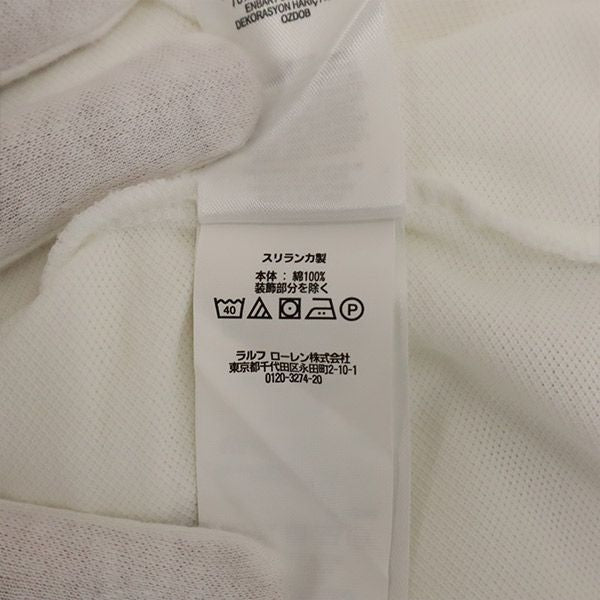 DEKORASYON HARİÇ
OZDOB
スリランカ製
本体 : 綿100%
装飾部分を除く
40
P
ラルフ ローレン株式会社
東京都千代田区永田町2-10-1
0120-3274-20